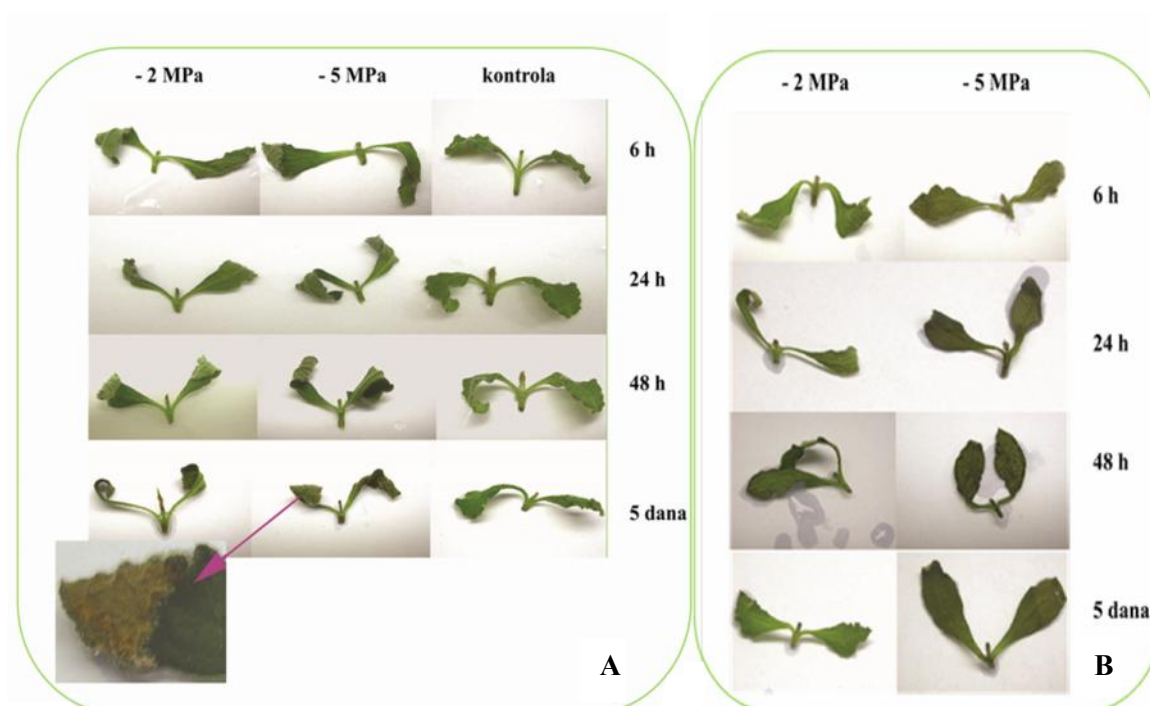 - 2 MPa - 5 MPa kontrola
6 h
24 h
48 h
5 dana
A
- 2 MPa - 5 MPa
6 h
24 h
48 h
5 dana
B